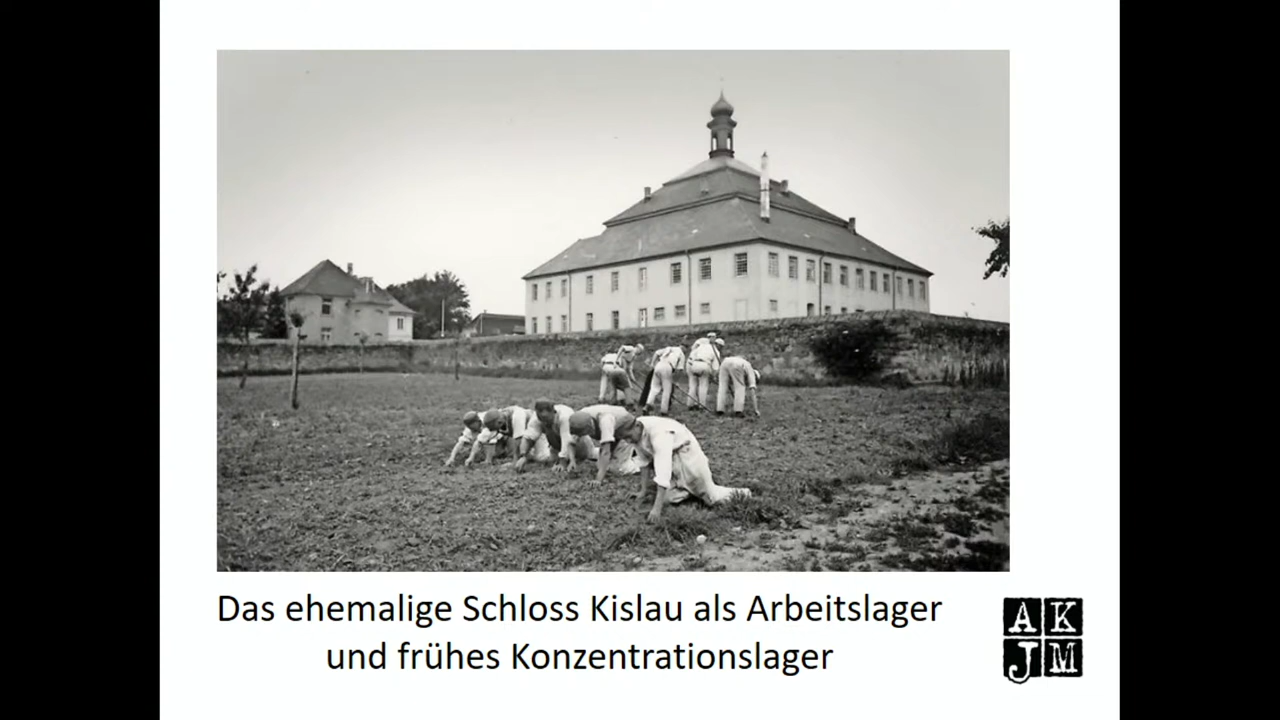 Das ehemalige Schloss Kislau als Arbeitslager
und frühes Konzentrationslager
AK
JM